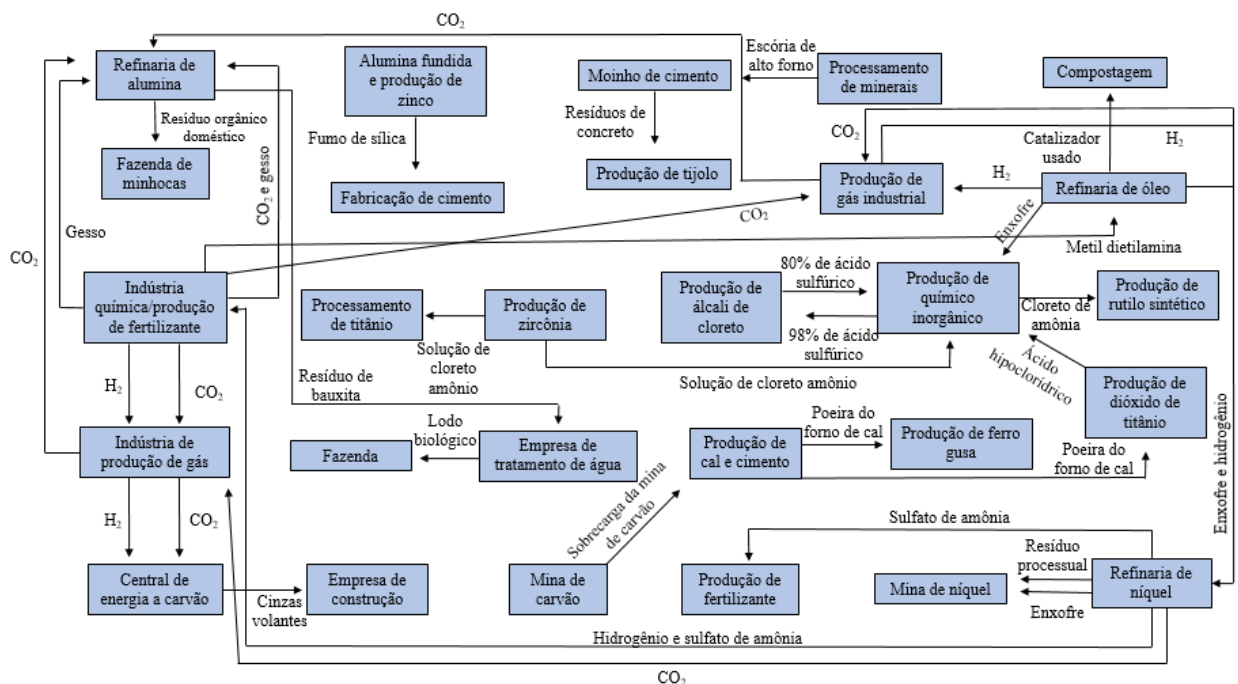 CO₂
Refinaria de
alumina
Alumina fundida
e produção de
zinco
Moinho de cimento
Escória de
alto forno
Processamento
de minerais
Compostagem
Resíduo orgânico
doméstico
Fumo de sílica
Resíduos de
concreto
CO₂
Catalizador
usado
H₂
Fazenda de
minhocas
Fabricação de cimento
Produção de tijolo
Produção de
gás industrial
H₂
Refinaria de óleo
CO₂ e gesso
Gesso
CO₂
CO₂
Enxofre
Metil dietilamina
Indústria
química/produção
de fertilizante
Processamento
de titânio
Produção de
zircônia
Produção de
álcali de
cloreto
80% de ácido
sulfúrico
98% de ácido
sulfúrico
Produção de
químico
inorgânico
Cloreto de
amônia
Produção de
rutilo sintético
Solução de
cloreto
amônio
Solução de cloreto amônio
Ácido
hipoclorídrico
H₂
CO₂
Resíduo de
bauxita
Produção de
dióxido de
titânio
Indústria de
produção de gás
Fazenda
Lodo
biológico
Empresa de
tratamento de água
Produção de
cal e cimento
Poeira do
forno de cal
Produção de ferro
gusa
Poeira do
forno de cal
Enxofre e hidrogênio
H₂
CO₂
Sobrecarga da mina
de carvão
Sulfato de amônia
Central de
energia a carvão
Cinzas
volantes
Empresa de
construção
Mina de
carvão
Produção de
fertilizante
Mina de níquel
Resíduo
processual
Enxofre
Refinaria de
níquel
Hidrogênio e sulfato de amônia
CO₂